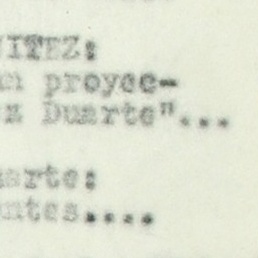 VITEZ:
n proyec-
z Duarte"...
arte:
ntes....